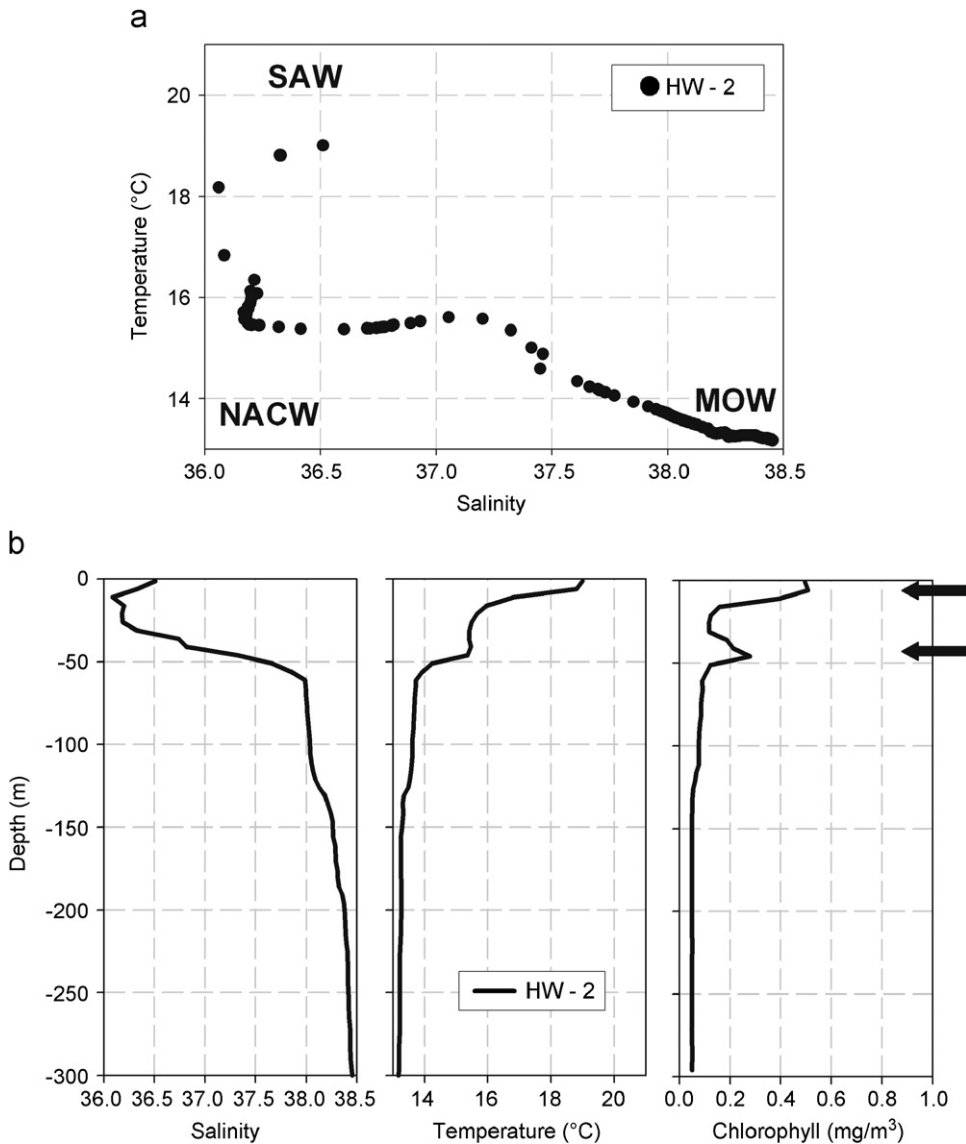 a
SAW
HW - 2
20
18
16
14
Temperature (°C)
NACW
MOW
36.0 36.5 37.0 37.5 38.0 38.5
Salinity
b
0
-50
-100
-150
-200
-250
-300
Depth (m)
HW - 2
36.0 36.5 37.0 37.5 38.0 38.5
Salinity
14 16 18 20
Temperature (°C)
0.0 0.2 0.4 0.6 0.8 1.0
Chlorophyll (mg/m³)